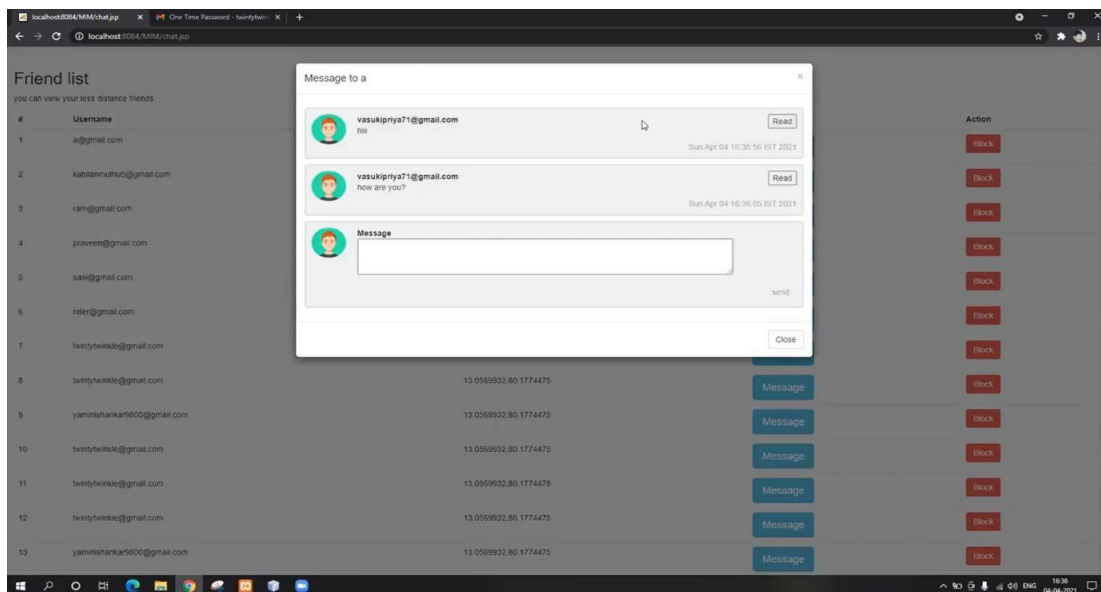 localhost:8084/MIM/chat.jsp
One Time Password - twintytwin
localhost:8084/MIM/chat.jsp
Friend list
you can view your less distance friends
# Username Action
Message to a
vasukipriya71@gmail.com Read
hiii
Sun Apr 04 16:35:56 IST 2021
vasukipriya71@gmail.com Read
how are you?
Sun Apr 04 16:36:05 IST 2021
Message
send
Close
1 a@gmail.com Block
2 kahilanmuthu5@gmail.com Block
3 ram@gmail.com Block
4 praveen@gmail.com Block
5 sasi@gmail.com Block
6 rider@gmail.com Block
7 twintytwinkle@gmail.com Block
8 twintytwinkle@gmail.com 13.0569932,80.1774475 Message Block
9 yaminishankar9800@gmail.com 13.0569932,80.1774475 Message Block
10 twintytwinkle@gmail.com 13.0569932,80.1774475 Message Block
11 twintytwinkle@gmail.com 13.0569932,80.1774475 Message Block
12 twintytwinkle@gmail.com 13.0569932,80.1774475 Message Block
13 yaminishankar9800@gmail.com 13.0569932,80.1774475 Message Block
ENG
16:36
04-04-2021